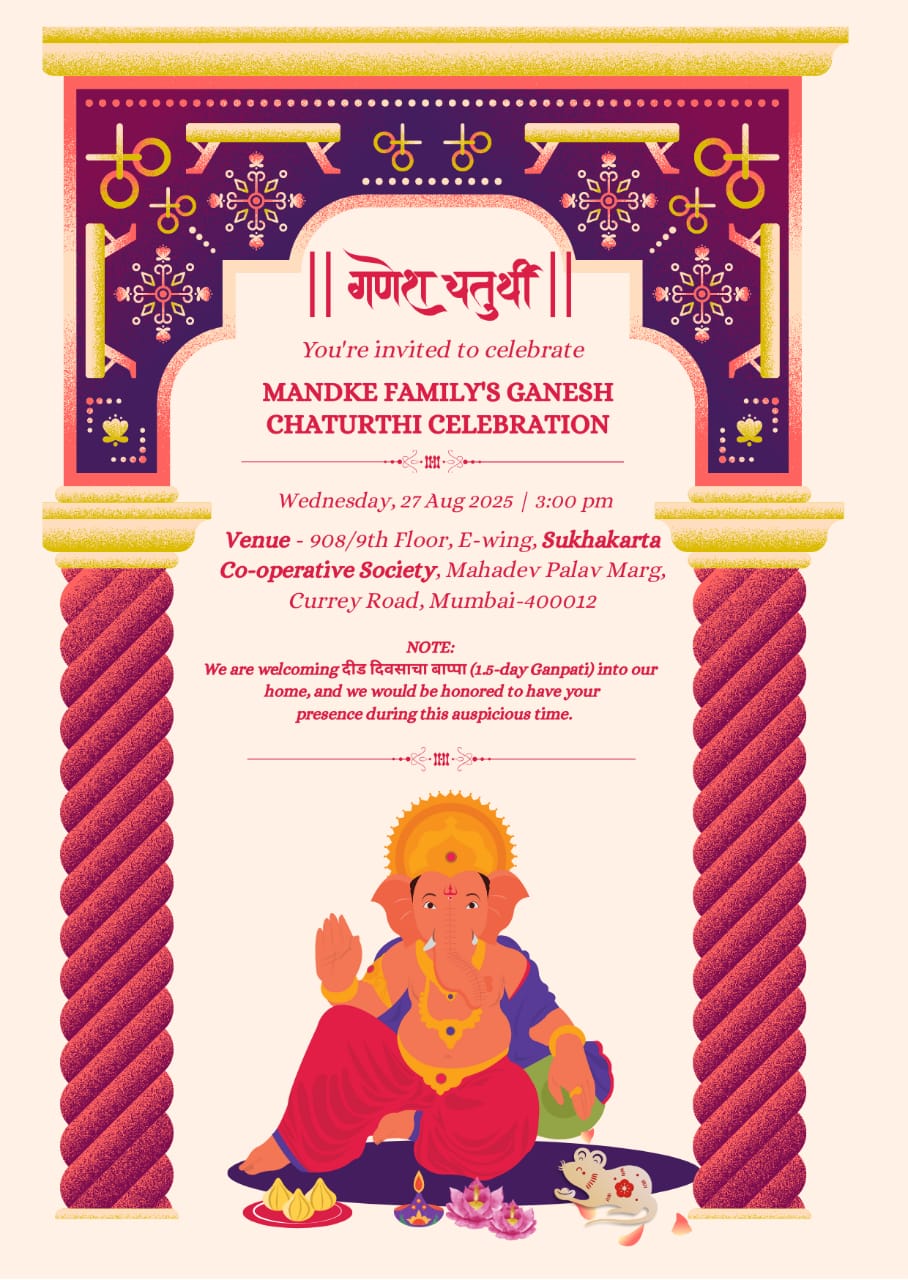 || गणेश चतुर्थी ||
You're invited to celebrate
MANDKE FAMILY'S GANESH
CHATURTHI CELEBRATION
Wednesday, 27 Aug 2025 | 3:00 pm
Venue - 908/9th Floor, E-wing, Sukhakarta
Co-operative Society, Mahadev Palav Marg,
Currey Road, Mumbai-400012
NOTE:
We are welcoming दीड दिवसाचा बाप्पा (1.5-day Ganpati) into our
home, and we would be honored to have your
presence during this auspicious time.